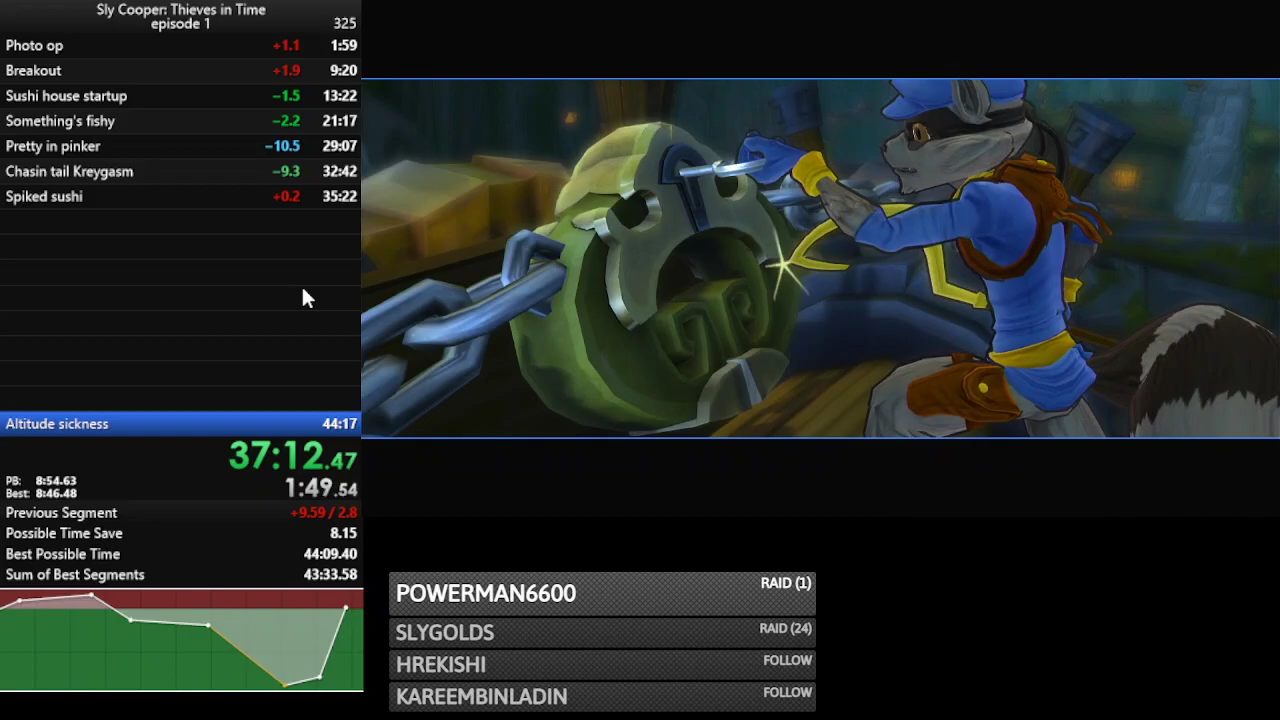 Sly Cooper: Thieves in Time
episode 1 325
Photo op +1.1 1:59
Breakout +1.9 9:20
Sushi house startup −1.5 13:22
Something's fishy −2.2 21:17
Pretty in pinker −10.5 29:07
Chasin tail Kreygasm −9.3 32:42
Spiked sushi +0.2 35:22
Altitude sickness 44:17
37:12.47
PB: 8:54.63
Best: 8:46.48
1:49.54
Previous Segment +9.59 / 2.8
Possible Time Save 8.15
Best Possible Time 44:09.40
Sum of Best Segments 43:33.58
POWERMAN6600 RAID (1)
SLYGOLDS RAID (24)
HREKISHI FOLLOW
KAREEMBINLADIN FOLLOW